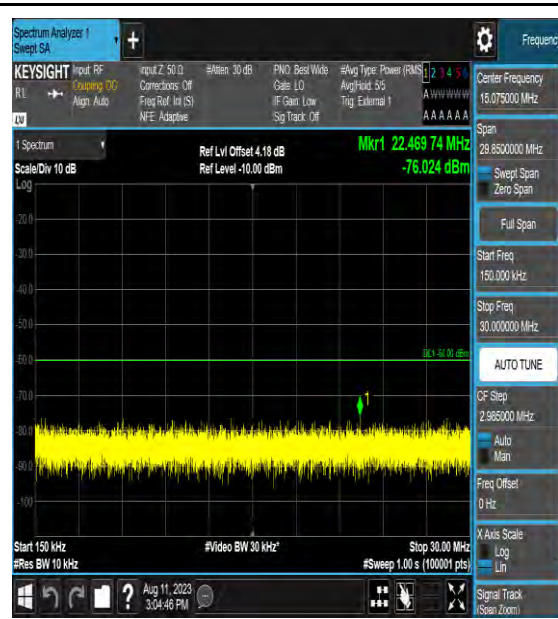 Spectrum Analyzer 1
Swept SA
+
Frequenc
KEYSIGHT
Input: RF
Input Z: 50 Ω
#Atten: 30 dB
PNO: Best Wide
#Avg Type: Power (RMS
1 2 3 4 5 6
RL
Coupling: DC
Corrections: Off
Gate: LO
Avg|Hold: 5/5
A W W W W W
Align: Auto
Freq Ref: Int (S)
IF Gain: Low
Trig: External 1
NFE: Adaptive
Sig Track: Off
A A A A A A
LW
1 Spectrum
Ref Lvl Offset 4.18 dB
Mkr1 22.469 74 MHz
Scale/Div 10 dB
Ref Level -10.00 dBm
-76.024 dBm
Log
-20.0
-30.0
-40.0
-50.0
-60.0
DL1 -60.00 dBm
-70.0
1
-80.0
-90.0
-100
Start 150 kHz
#Video BW 30 kHz*
Stop 30.00 MHz
#Res BW 10 kHz
#Sweep 1.00 s (100001 pts)
?
Aug 11, 2023
3:04:46 PM
Center Frequency
15.075000 MHz
Span
29.8500000 MHz
Swept Span
Zero Span
Full Span
Start Freq
150.000 kHz
Stop Freq
30.000000 MHz
AUTO TUNE
CF Step
2.985000 MHz
Auto
Man
Freq Offset
0 Hz
X Axis Scale
Log
Lin
Signal Track
(Span Zoom)